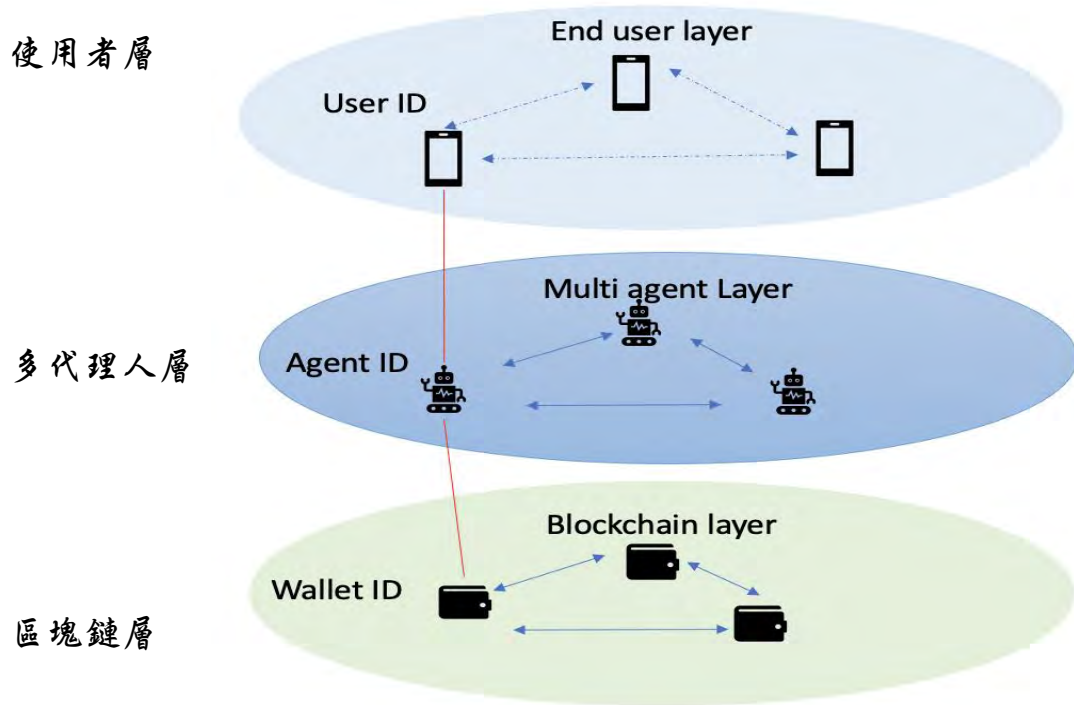 使用者層
End user layer
User ID
Multi agent Layer
Agent ID
多代理人層
Blockchain layer
Wallet ID
區塊鏈層